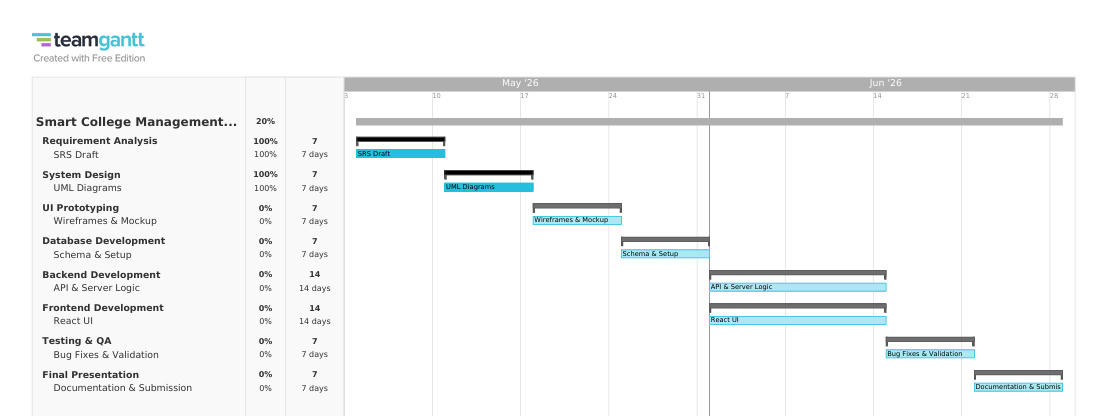 teamgantt
Created with Free Edition
May '26 Jun '26
3 10 17 24 31 7 14 21 28
Smart College Management... 20%
Requirement Analysis 100% 7
SRS Draft 100% 7 days SRS Draft
System Design 100% 7
UML Diagrams 100% 7 days UML Diagrams
UI Prototyping 0% 7
Wireframes & Mockup 0% 7 days Wireframes & Mockup
Database Development 0% 7
Schema & Setup 0% 7 days Schema & Setup
Backend Development 0% 14
API & Server Logic 0% 14 days API & Server Logic
Frontend Development 0% 14
React UI 0% 14 days React UI
Testing & QA 0% 7
Bug Fixes & Validation 0% 7 days Bug Fixes & Validation
Final Presentation 0% 7
Documentation & Submission 0% 7 days Documentation & Submis